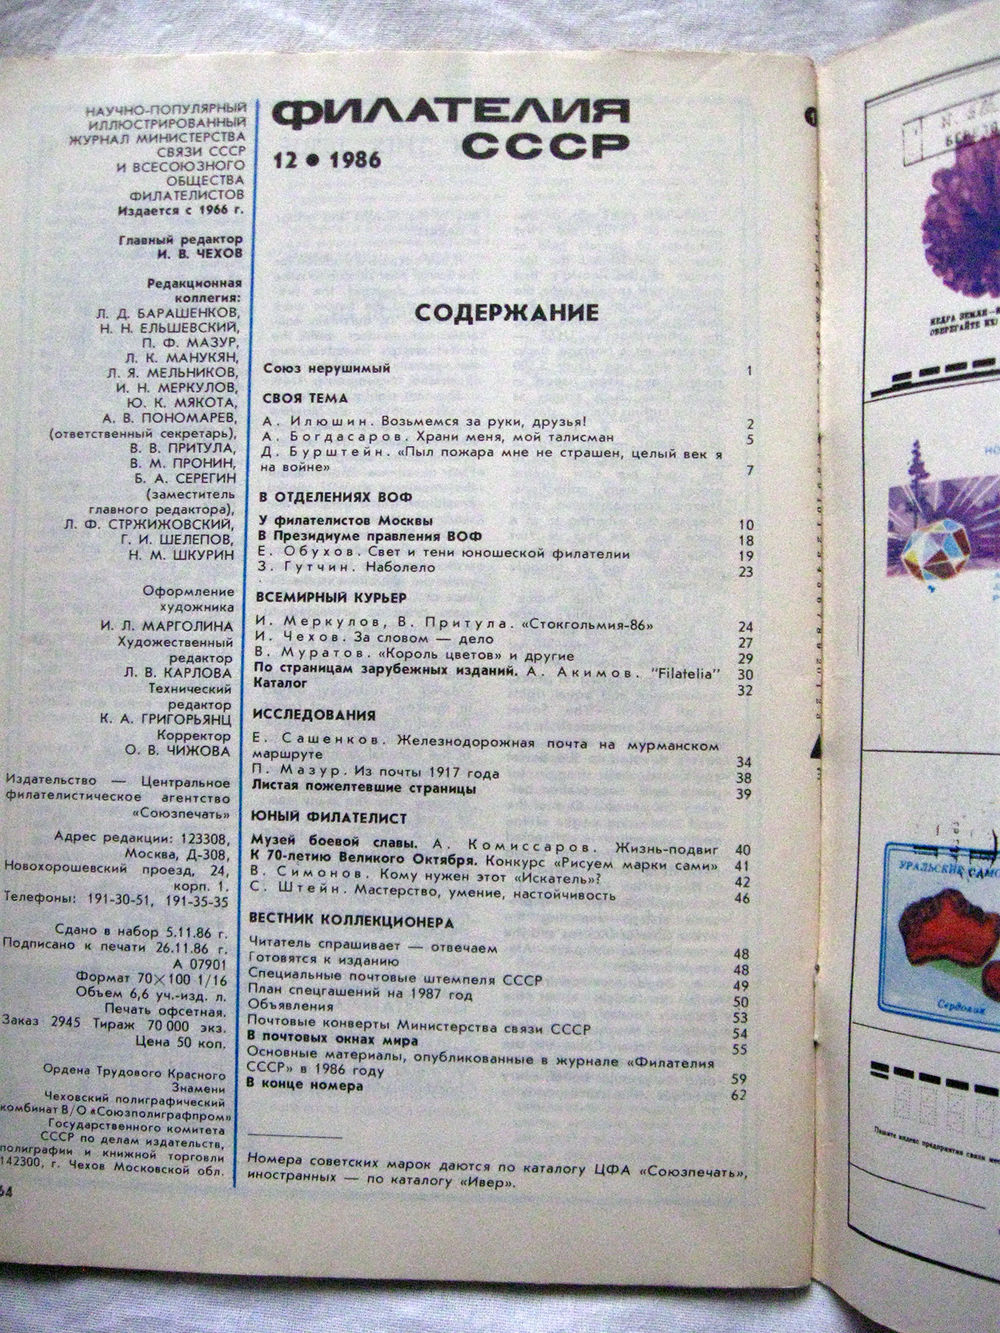 НАУЧНО-ПОПУЛЯРНЫЙ
ИЛЛЮСТРИРОВАННЫЙ
ЖУРНАЛ МИНИСТЕРСТВА
СВЯЗИ СССР
И ВСЕСОЮЗНОГО
ОБЩЕСТВА
ФИЛАТЕЛИСТОВ
Издается с 1966 г.
Главный редактор
И. В. ЧЕХОВ
Редакционная
коллегия:
Л. Д. БАРАШЕНКОВ,
Н. Н. ЕЛЬШЕВСКИЙ,
П. Ф. МАЗУР,
Л. К. МАНУКЯН,
Л. Я. МЕЛЬНИКОВ,
И. Н. МЕРКУЛОВ,
Ю. К. МЯКОТА,
А. В. ПОНОМАРЕВ,
(ответственный секретарь),
В. В. ПРИТУЛА,
В. М. ПРОНИН,
Б. А. СЕРЕГИН
(заместитель
главного редактора),
Л. Ф. СТРЖИЖОВСКИЙ,
Г. И. ШЕЛЕПОВ,
Н. М. ШКУРИН
Оформление
художника
И. Л. МАРГОЛИНА
Художественный
редактор
Л. В. КАРЛОВА
Технический
редактор
К. А. ГРИГОРЬЯНЦ
Корректор
О. В. ЧИЖОВА
Издательство — Центральное
филателистическое агентство
«Союзпечать»
Адрес редакции: 123308,
Москва, Д-308,
Новохорошевский проезд, 24,
корп. 1.
Телефоны: 191-30-51, 191-35-35
Сдано в набор 5.11.86 г.
Подписано к печати 26.11.86 г.
А 07901
Формат 70×100 1/16
Объем 6,6 уч.-изд. л.
Печать офсетная.
Заказ 2945 Тираж 70 000 экз.
Цена 50 коп.
Ордена Трудового Красного
Знамени
Чеховский полиграфический
комбинат В/О «Союзполиграфпром»
Государственного комитета
СССР по делам издательств,
полиграфии и книжной торговли
142300, г. Чехов Московской обл.
64
ФИЛАТЕЛИЯ
СССР
12 ● 1986
СОДЕРЖАНИЕ
Союз нерушимый 1
СВОЯ ТЕМА
А. Илюшин. Возьмемся за руки, друзья! 2
А. Богдасаров. Храни меня, мой талисман 5
Д. Бурштейн. «Пыл пожара мне не страшен, целый век я
на войне» 7
В ОТДЕЛЕНИЯХ ВОФ
У филателистов Москвы 10
В Президиуме правления ВОФ 18
Е. Обухов. Свет и тени юношеской филателии 19
З. Гутчин. Наболело 23
ВСЕМИРНЫЙ КУРЬЕР
И. Меркулов, В. Притула. «Стокгольмия-86» 24
И. Чехов. За словом — дело 27
В. Муратов. «Король цветов» и другие 29
По страницам зарубежных изданий. А. Акимов. "Filatelia" 30
Каталог 32
ИССЛЕДОВАНИЯ
Е. Сашенков. Железнодорожная почта на мурманском
маршруте 34
П. Мазур. Из почты 1917 года 38
Листая пожелтевшие страницы 39
ЮНЫЙ ФИЛАТЕЛИСТ
Музей боевой славы. А. Комиссаров. Жизнь-подвиг 40
К 70-летию Великого Октября. Конкурс «Рисуем марки сами» 41
В. Симонов. Кому нужен этот «Искатель»? 42
С. Штейн. Мастерство, умение, настойчивость 46
ВЕСТНИК КОЛЛЕКЦИОНЕРА
Читатель спрашивает — отвечаем 48
Готовятся к изданию 48
Специальные почтовые штемпеля СССР 49
План спецгашений на 1987 год 50
Объявления 53
Почтовые конверты Министерства связи СССР 54
В почтовых окнах мира 55
Основные материалы, опубликованные в журнале «Филателия
СССР» в 1986 году 59
В конце номера 62
Номера советских марок даются по каталогу ЦФА «Союзпечать»,
иностранных — по каталогу «Ивер».
НЕДРА ЗЕМЛИ—
ОБЕРЕГАЙТЕ ИХ!
УРАЛЬСКИЕ
Сердолик
Пишите индекс предприятия связи